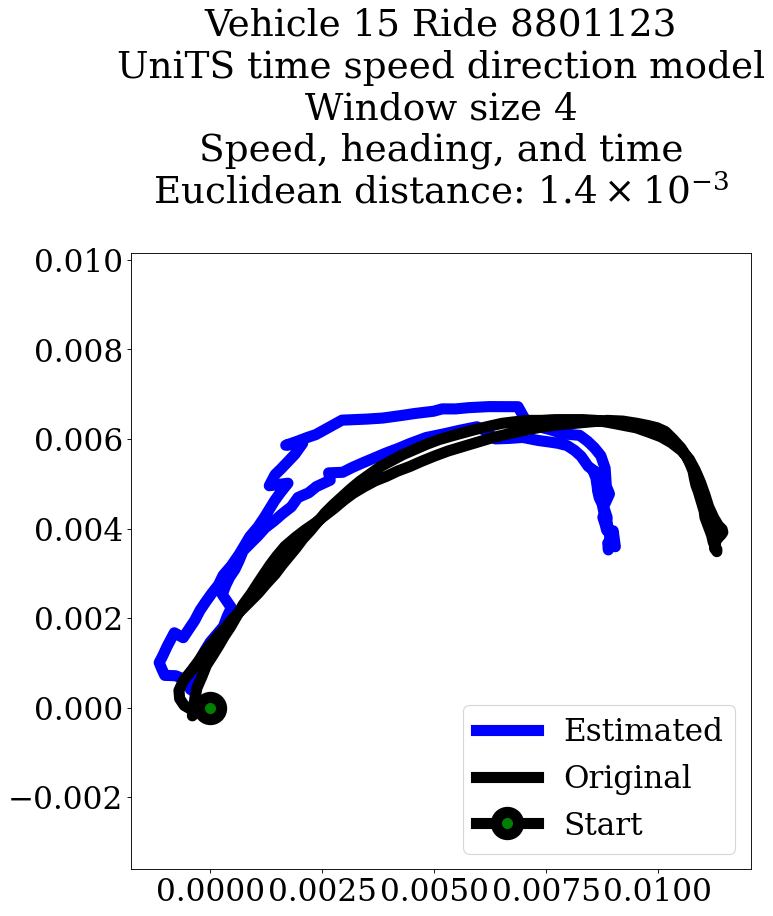 Vehicle 15 Ride 8801123
UniTS time speed direction model
Window size 4
Speed, heading, and time
Euclidean distance: 1.4 × 10⁻³
0.010
0.008
0.006
0.004
0.002
0.000
−0.002
Estimated
Original
Start
0.0000 0.0025 0.0050 0.0075 0.0100